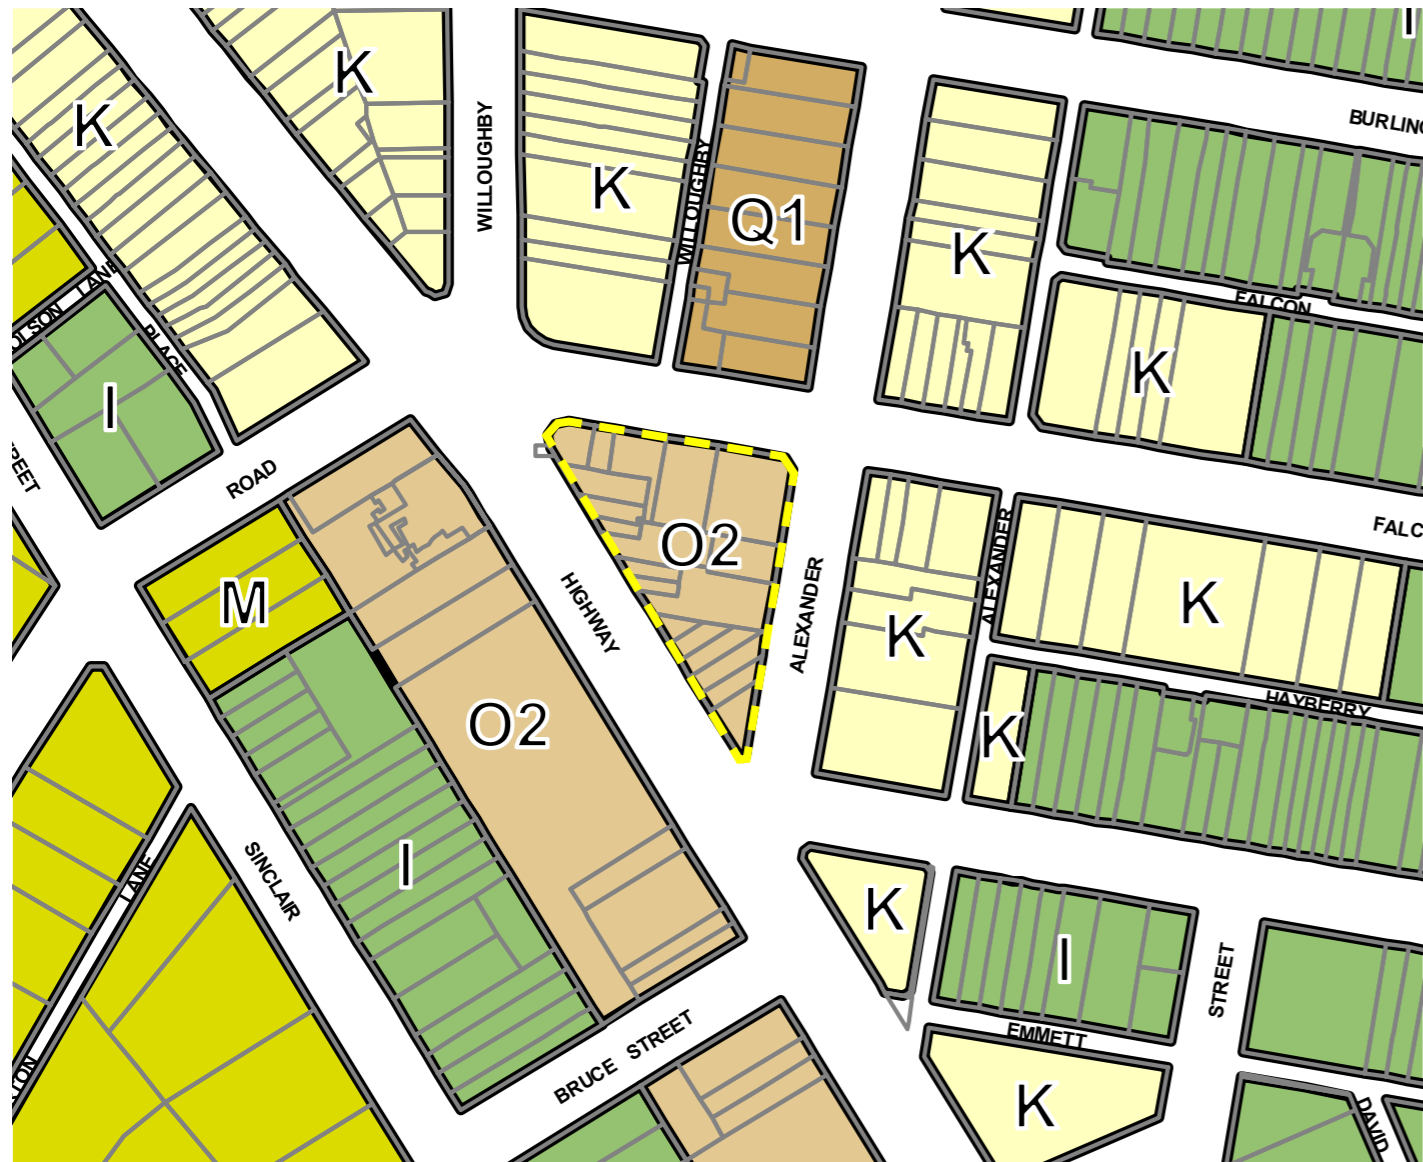 I
K
K
WILLOUGHBY
K
WILLOUGHBY
Q1
K
BURLING
FALCON
K
OLSON LANE
PLACE
I
REET
ROAD
M
HIGHWAY
O2
ALEXANDER
ALEXANDER
K
K
FALC
HAYBERRY
K
O2
I
SINCLAIR
LANE
TON
K
I
STREET
EMMETT
BRUCE STREET
K
DAVID